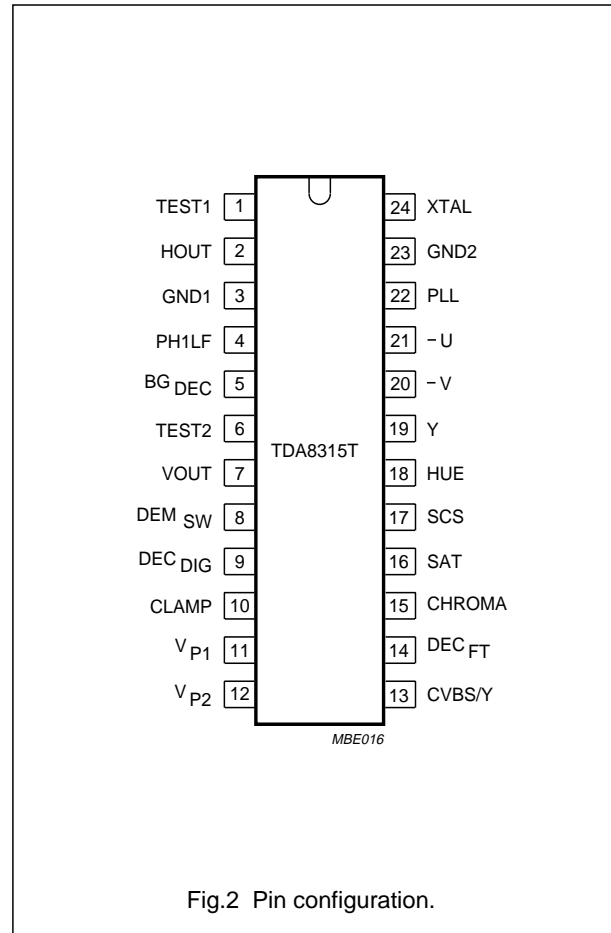 TEST1 1 24 XTAL
HOUT 2 23 GND2
GND1 3 22 PLL
PH1LF 4 21 −U
BG DEC 5 20 −V
TEST2 6 19 Y
TDA8315T
VOUT 7 18 HUE
DEM SW 8 17 SCS
DEC DIG 9 16 SAT
CLAMP 10 15 CHROMA
V P1 11 14 DEC FT
V P2 12 13 CVBS/Y
MBE016
Fig.2 Pin configuration.